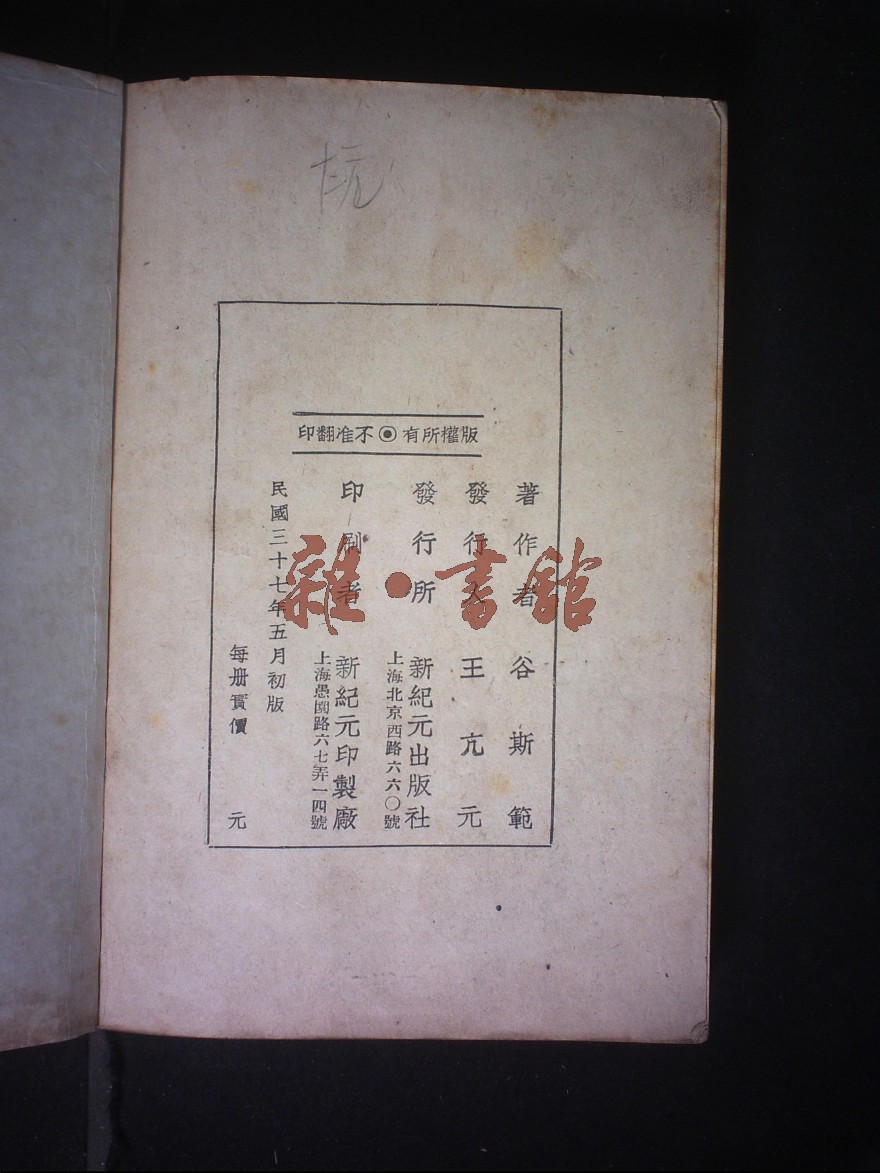 版權所有◉不准翻印
著作者 谷斯範
發行人 王亢元
發行所 新紀元出版社
上海北京西路六六〇號
印刷者 新紀元印製廠
上海愚園路六七弄一四號
民國三十七年五月初版
每册實價 元
雜·書館